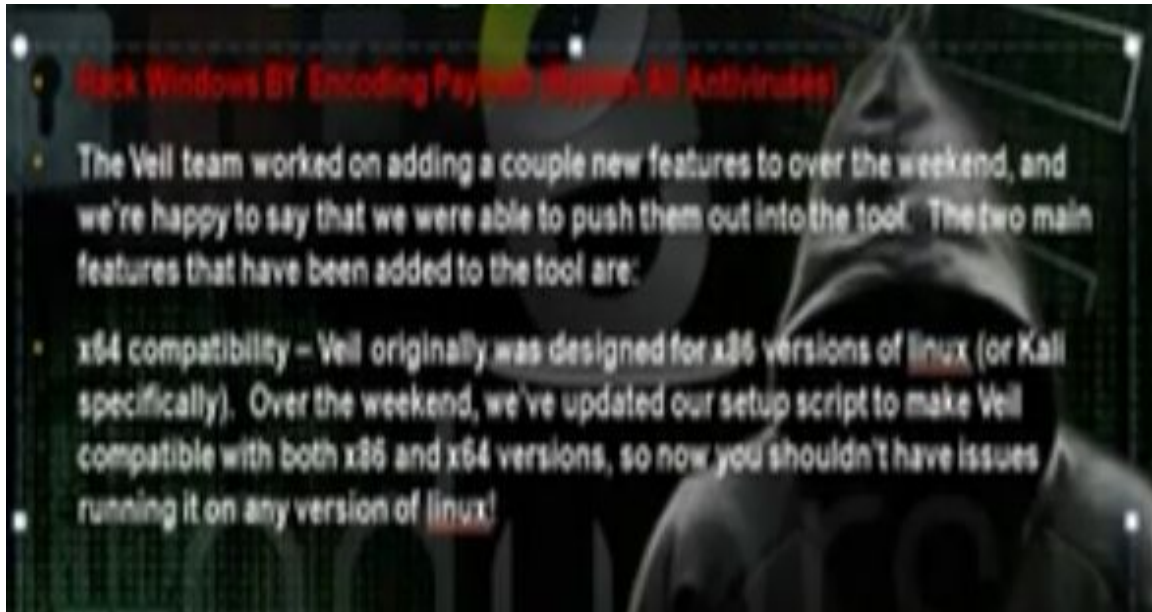 Hack Windows BY Encoding Payload (Bypass All Antiviruses)
The Veil team worked on adding a couple new features to over the weekend, and
we're happy to say that we were able to push them out into the tool. The two main
features that have been added to the tool are:
x64 compatibility – Veil originally was designed for x86 versions of linux (or Kali
specifically). Over the weekend, we've updated our setup script to make Veil
compatible with both x86 and x64 versions, so now you shouldn't have issues
running it on any version of linux!